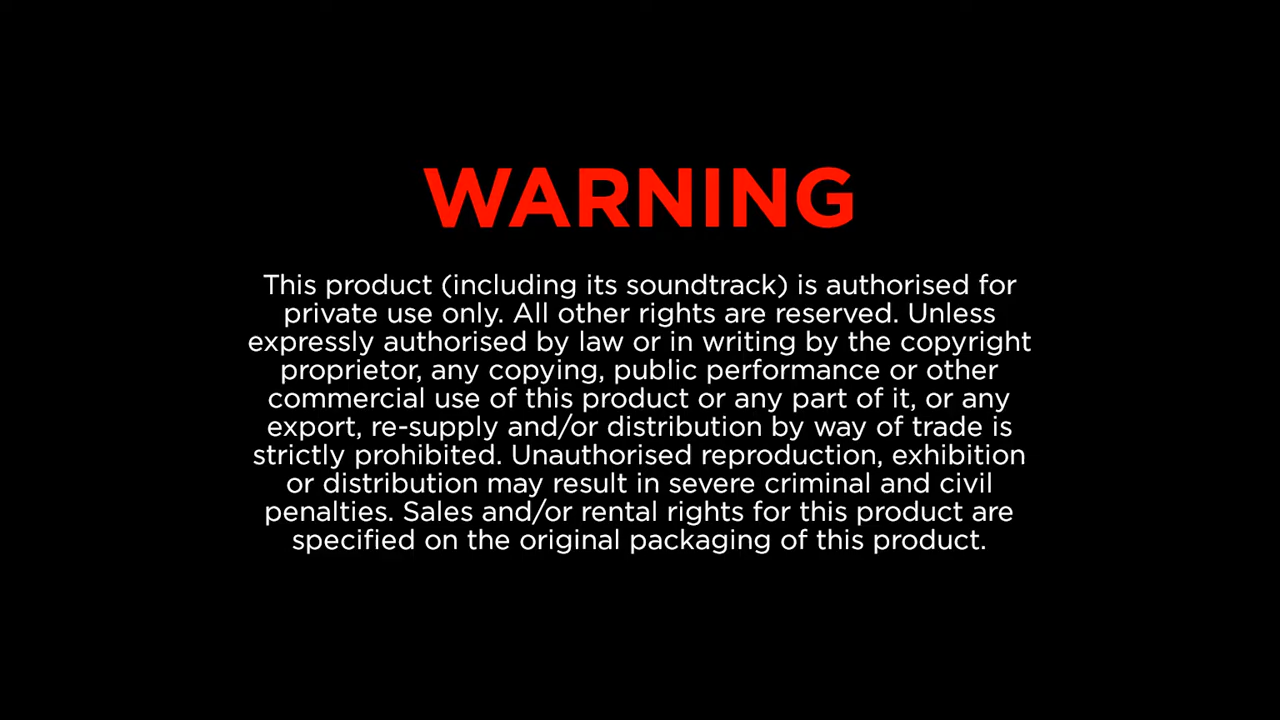 WARNING
This product (including its soundtrack) is authorised for
private use only. All other rights are reserved. Unless
expressly authorised by law or in writing by the copyright
proprietor, any copying, public performance or other
commercial use of this product or any part of it, or any
export, re-supply and/or distribution by way of trade is
strictly prohibited. Unauthorised reproduction, exhibition
or distribution may result in severe criminal and civil
penalties. Sales and/or rental rights for this product are
specified on the original packaging of this product.